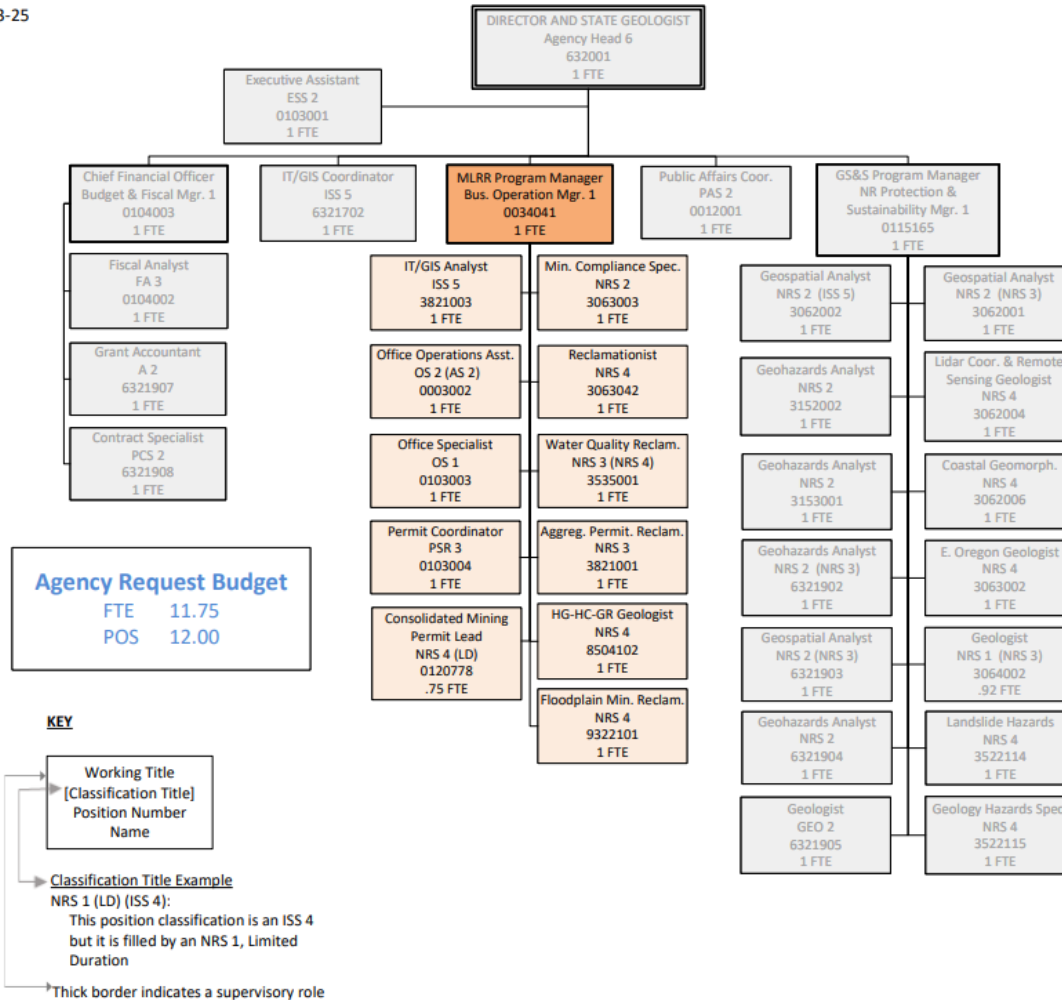 3-25
DIRECTOR AND STATE GEOLOGIST
Agency Head 6
632001
1 FTE
Executive Assistant
ESS 2
0103001
1 FTE
Chief Financial Officer
Budget & Fiscal Mgr. 1
0104003
1 FTE
IT/GIS Coordinator
ISS 5
6321702
1 FTE
MLRR Program Manager
Bus. Operation Mgr. 1
0034041
1 FTE
Public Affairs Coor.
PAS 2
0012001
1 FTE
GS&S Program Manager
NR Protection &
Sustainability Mgr. 1
0115165
1 FTE
Fiscal Analyst
FA 3
0104002
1 FTE
Grant Accountant
A 2
6321907
1 FTE
Contract Specialist
PCS 2
6321908
1 FTE
IT/GIS Analyst
ISS 5
3821003
1 FTE
Min. Compliance Spec.
NRS 2
3063003
1 FTE
Office Operations Asst.
OS 2 (AS 2)
0003002
1 FTE
Reclamationist
NRS 4
3063042
1 FTE
Office Specialist
OS 1
0103003
1 FTE
Water Quality Reclam.
NRS 3 (NRS 4)
3535001
1 FTE
Permit Coordinator
PSR 3
0103004
1 FTE
Aggreg. Permit. Reclam.
NRS 3
3821001
1 FTE
Consolidated Mining
Permit Lead
NRS 4 (LD)
0120778
.75 FTE
HG-HC-GR Geologist
NRS 4
8504102
1 FTE
Floodplain Min. Reclam.
NRS 4
9322101
1 FTE
Geospatial Analyst
NRS 2 (ISS 5)
3062002
1 FTE
Geospatial Analyst
NRS 2 (NRS 3)
3062001
1 FTE
Geohazards Analyst
NRS 2
3152002
1 FTE
Lidar Coor. & Remote
Sensing Geologist
NRS 4
3062004
1 FTE
Geohazards Analyst
NRS 2
3153001
1 FTE
Coastal Geomorph.
NRS 4
3062006
1 FTE
Geohazards Analyst
NRS 2 (NRS 3)
6321902
1 FTE
E. Oregon Geologist
NRS 4
3063002
1 FTE
Geospatial Analyst
NRS 2 (NRS 3)
6321903
1 FTE
Geologist
NRS 1 (NRS 3)
3064002
.92 FTE
Geohazards Analyst
NRS 2
6321904
1 FTE
Landslide Hazards
NRS 4
3522114
1 FTE
Geologist
GEO 2
6321905
1 FTE
Geology Hazards Spec
NRS 4
3522115
1 FTE
Agency Request Budget
FTE 11.75
POS 12.00
KEY
Working Title
[Classification Title]
Position Number
Name
Classification Title Example
NRS 1 (LD) (ISS 4):
This position classification is an ISS 4
but it is filled by an NRS 1, Limited
Duration
Thick border indicates a supervisory role